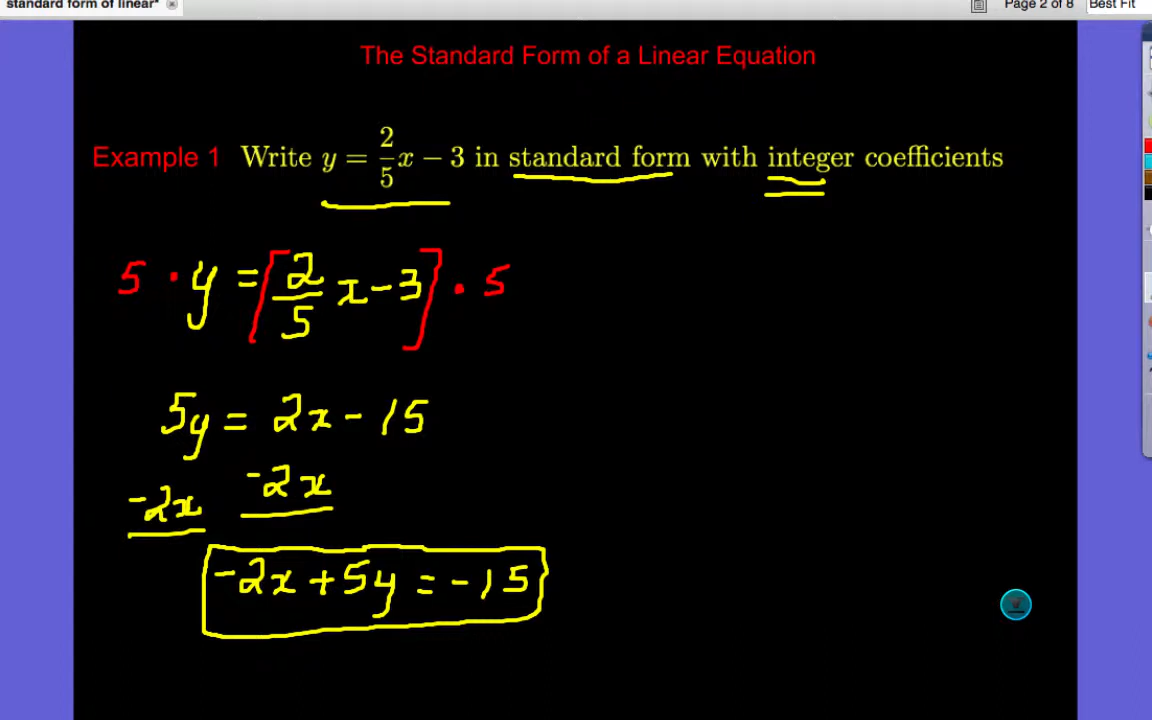 standard form of linear*
Page 2 of 8
Best Fit
The Standard Form of a Linear Equation
Example 1 Write y = 2/5 x − 3 in standard form with integer coefficients
5 · y = [2/5 x − 3] · 5
5y = 2x − 15
-2x -2x
-2x + 5y = -15